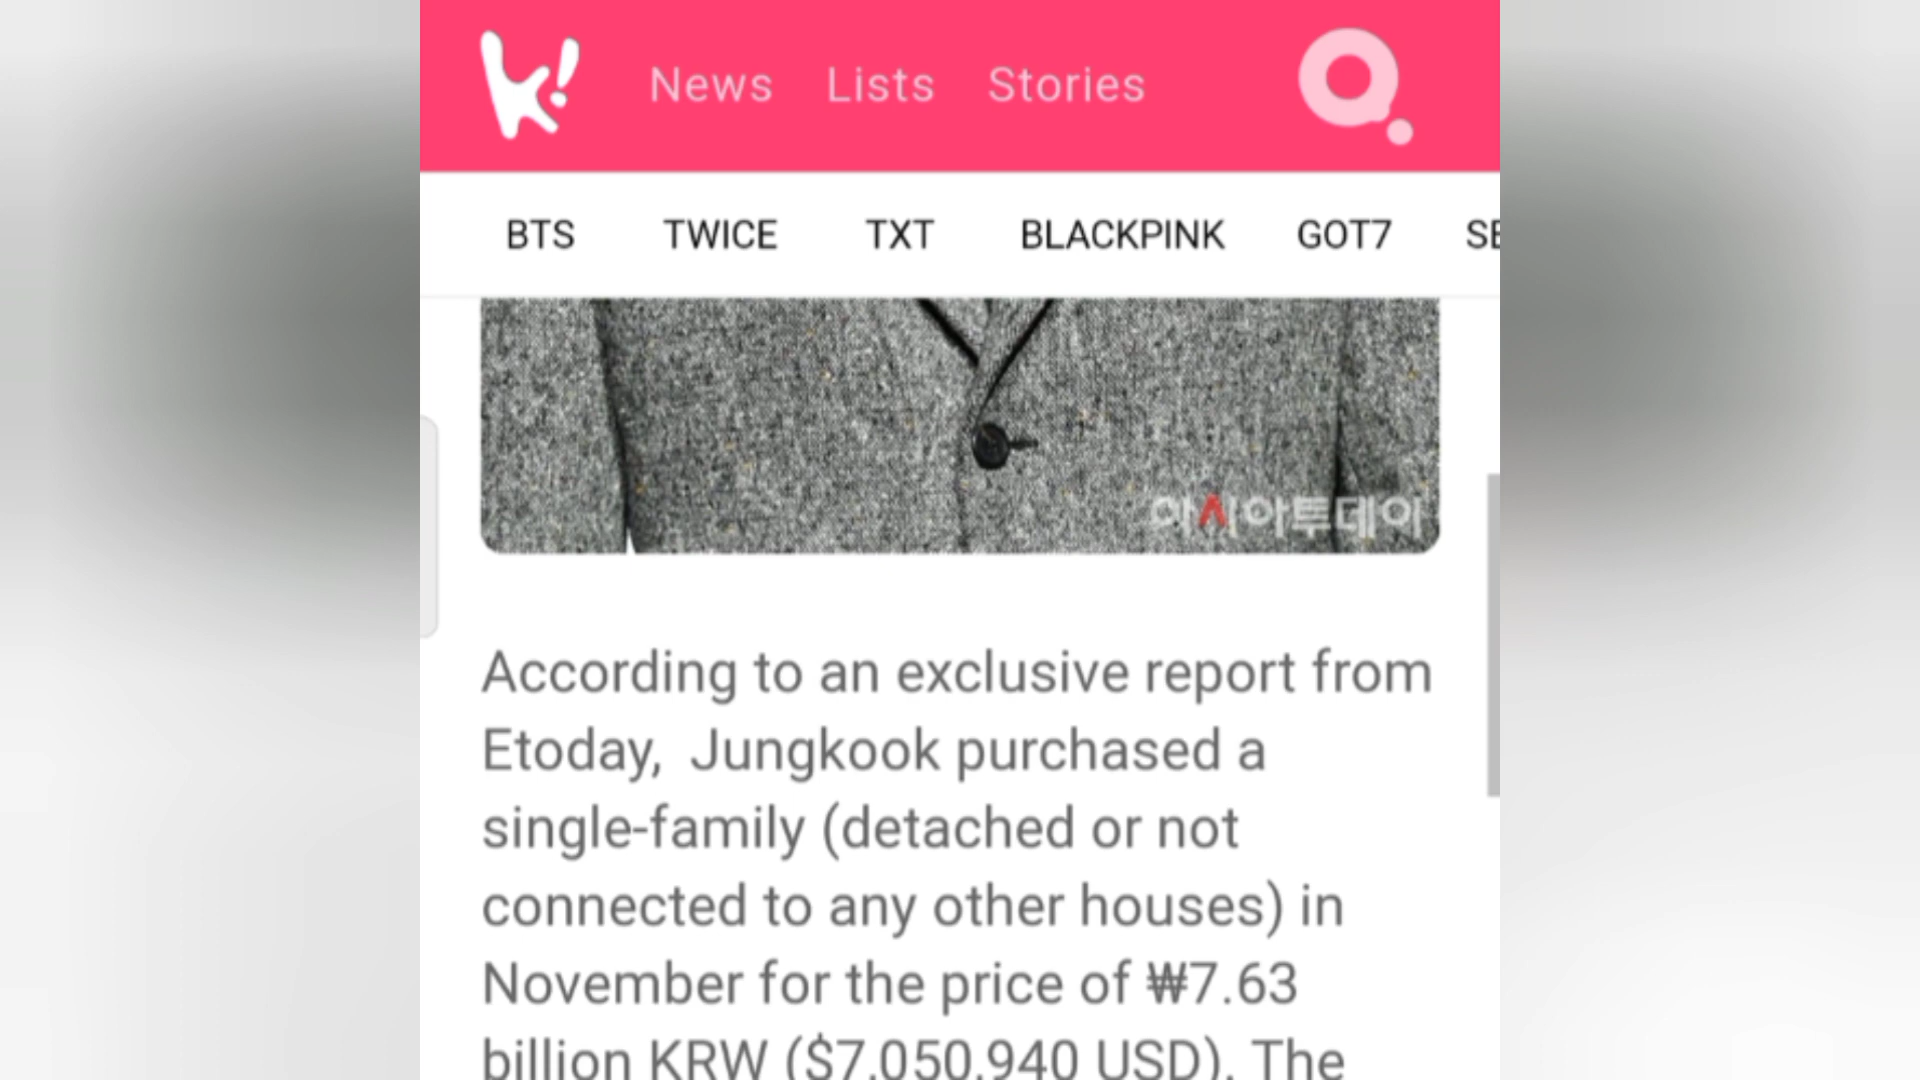 k!
News Lists Stories
BTS TWICE TXT BLACKPINK GOT7 SE
아시아투데이
According to an exclusive report from
Etoday, Jungkook purchased a
single-family (detached or not
connected to any other houses) in
November for the price of ₩7.63
billion KRW ($7,050,940 USD). The